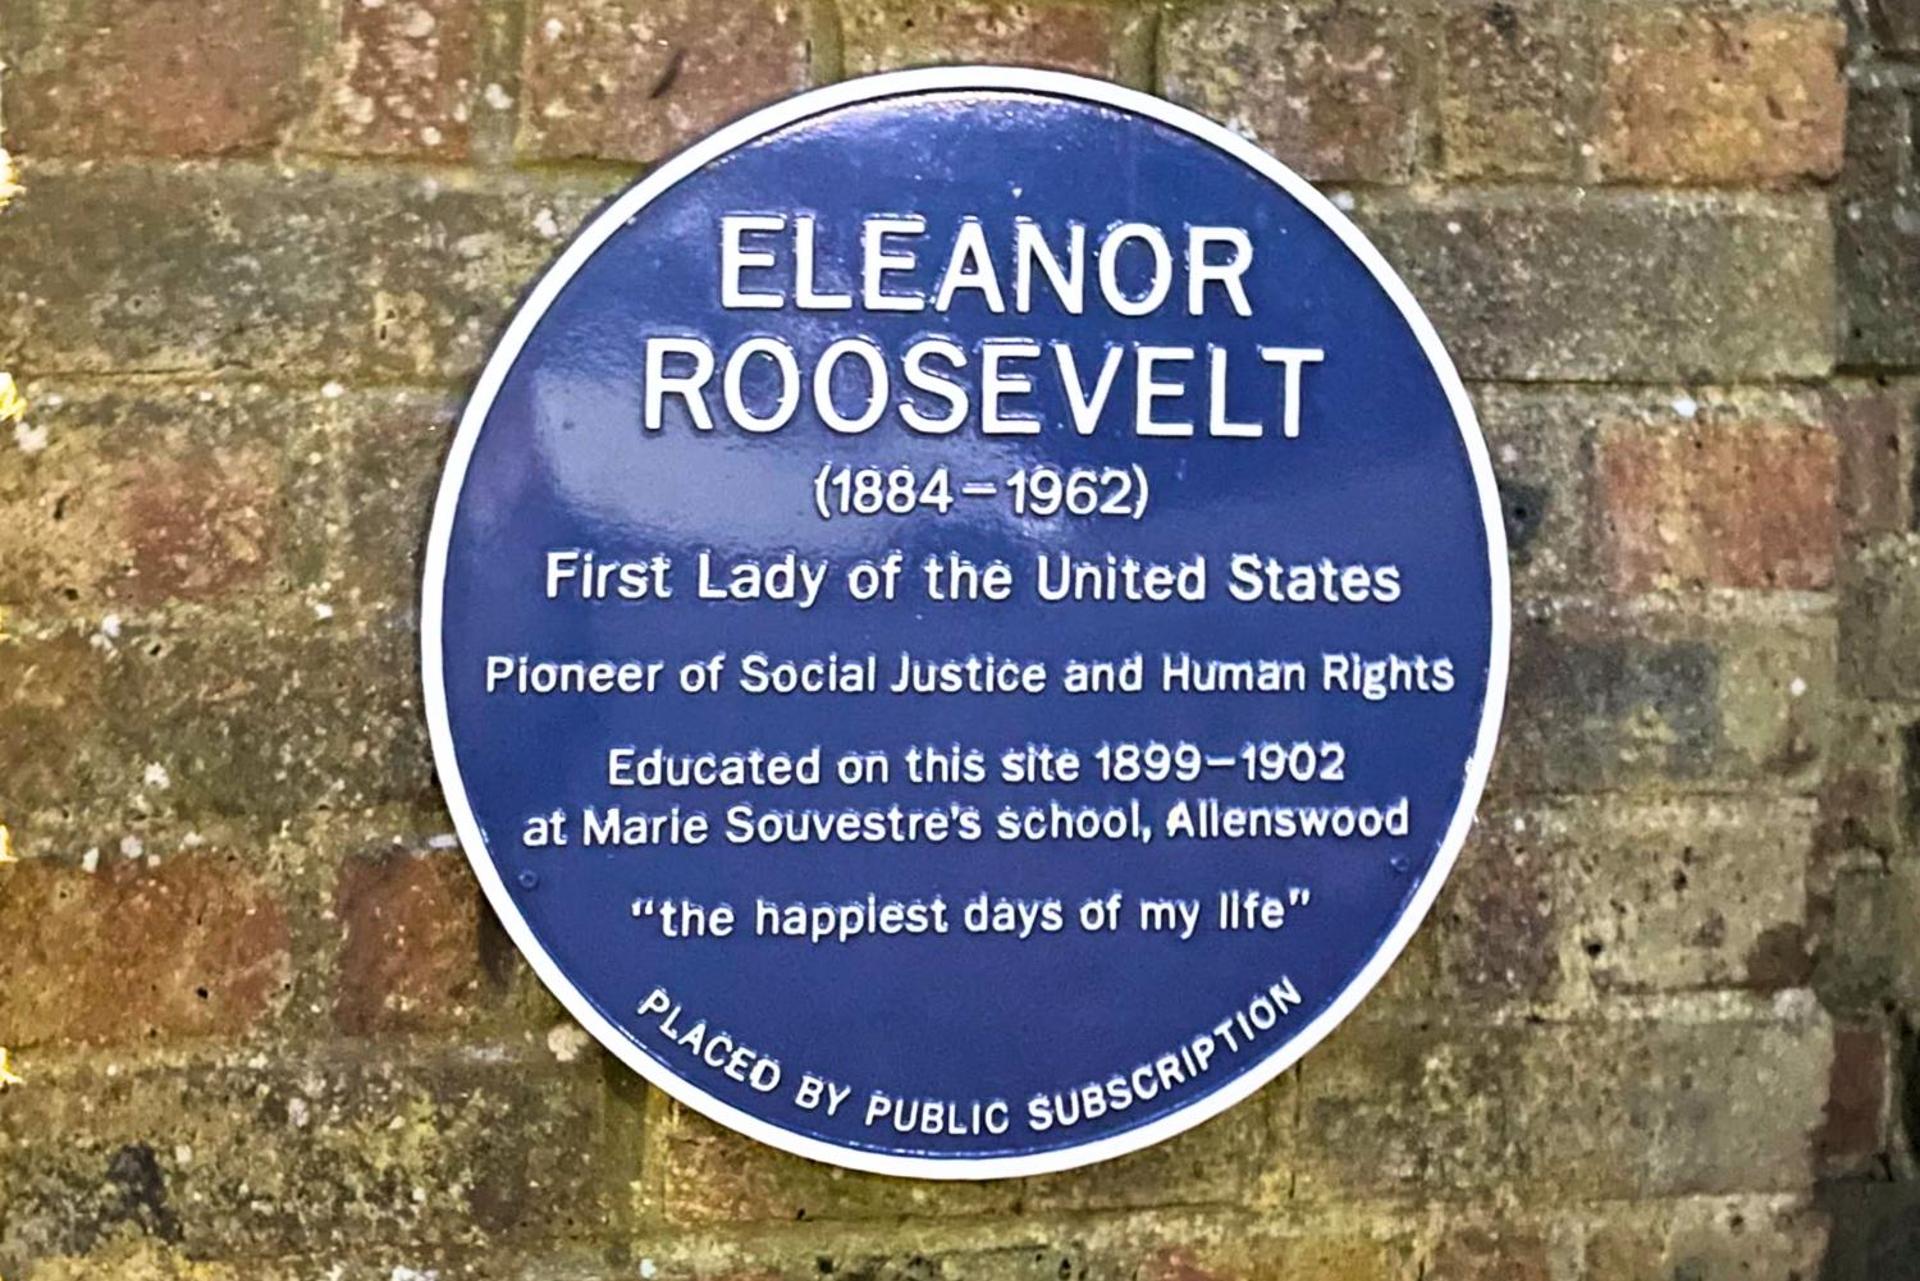 ELEANOR
ROOSEVELT
(1884–1962)
First Lady of the United States
Pioneer of Social Justice and Human Rights
Educated on this site 1899–1902
at Marie Souvestre's school, Allenswood
“the happiest days of my life”
PLACED BY PUBLIC SUBSCRIPTION